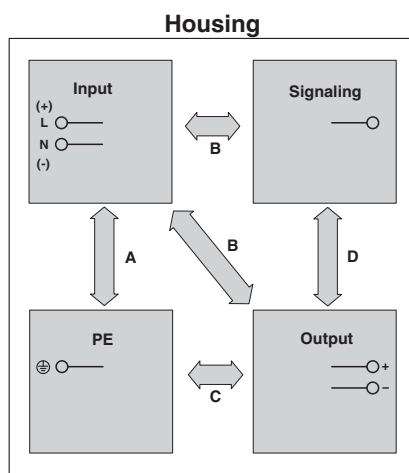 Housing
Input
(+)
L
N
(-)
Signaling
B
A
B
D
PE
Output
+
–
C